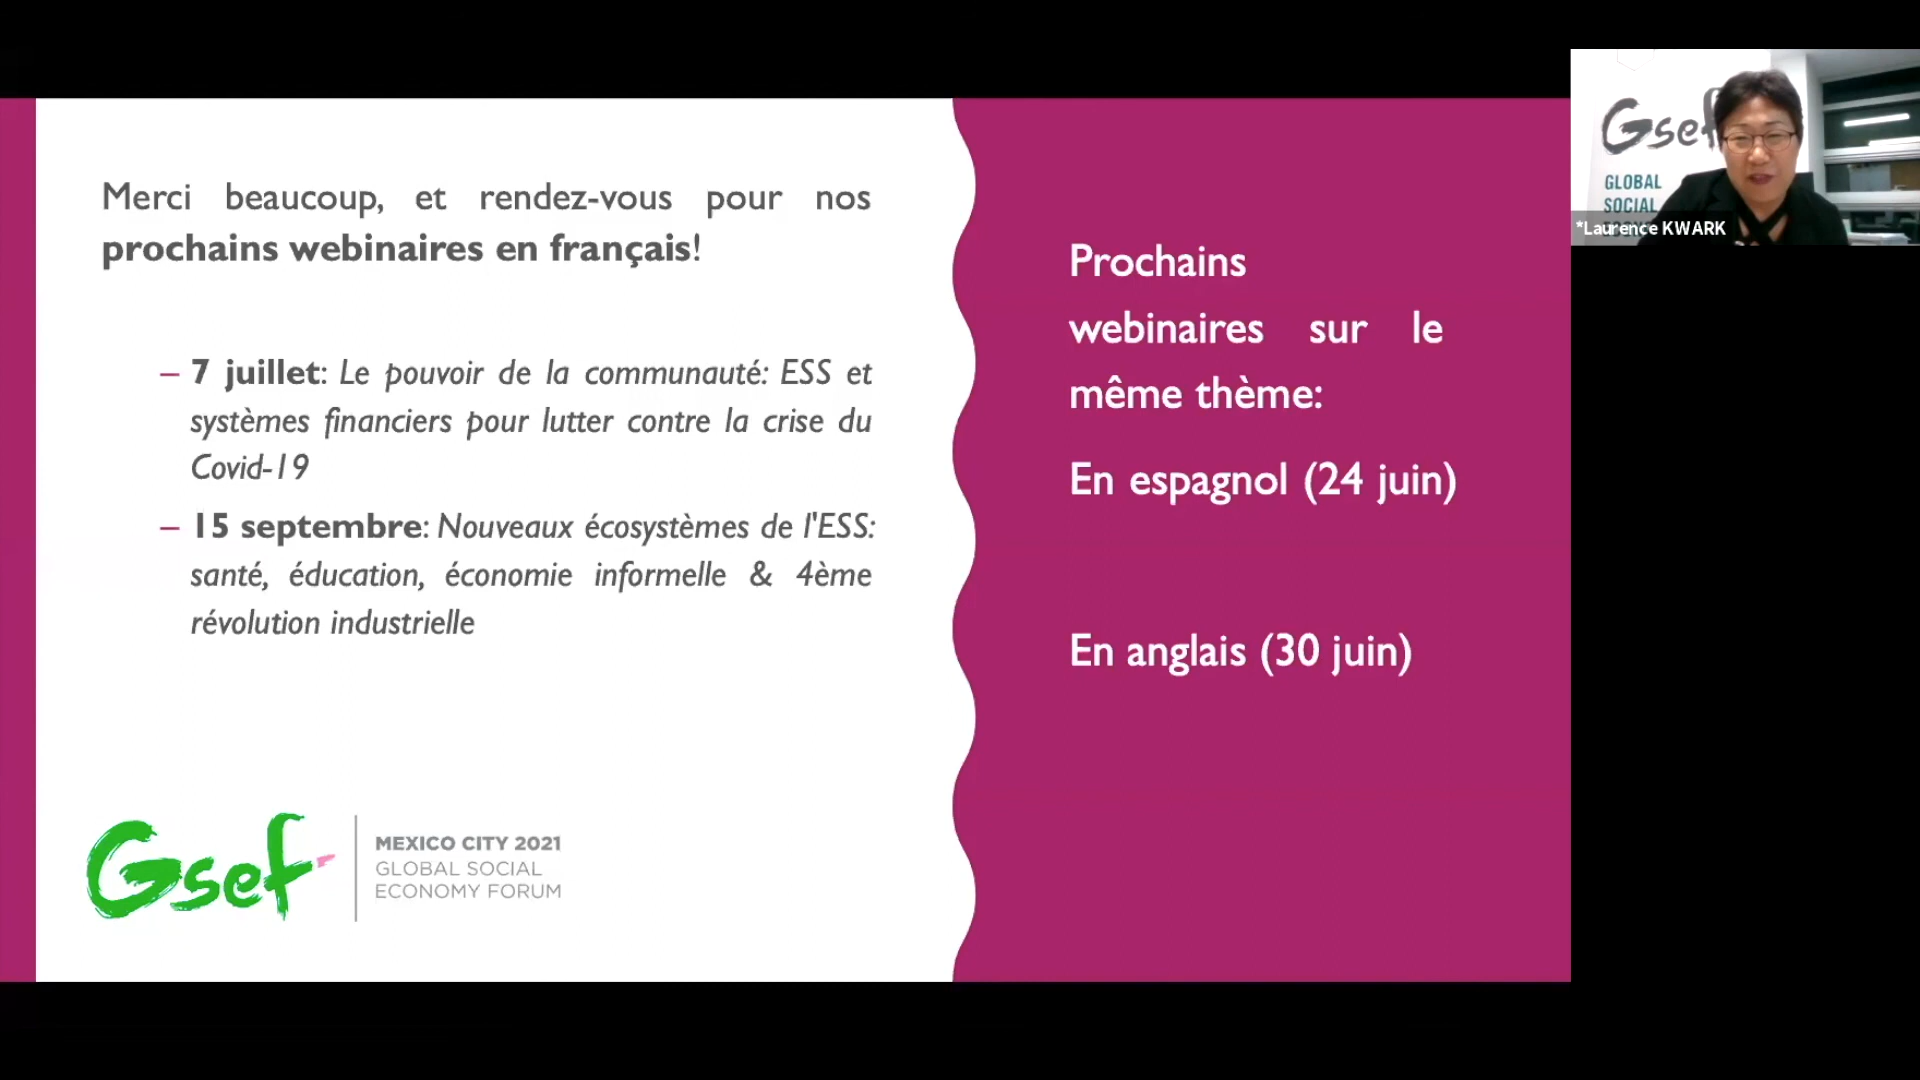 Merci beaucoup, et rendez-vous pour nos
prochains webinaires en français!
– 7 juillet: Le pouvoir de la communauté: ESS et
systèmes financiers pour lutter contre la crise du
Covid-19
– 15 septembre: Nouveaux écosystèmes de l'ESS:
santé, éducation, économie informelle & 4ème
révolution industrielle
Gsef
MEXICO CITY 2021
GLOBAL SOCIAL
ECONOMY FORUM
Prochains
webinaires sur le
même thème:
En espagnol (24 juin)
En anglais (30 juin)
Gsef
GLOBAL
SOCIAL
*Laurence KWARK